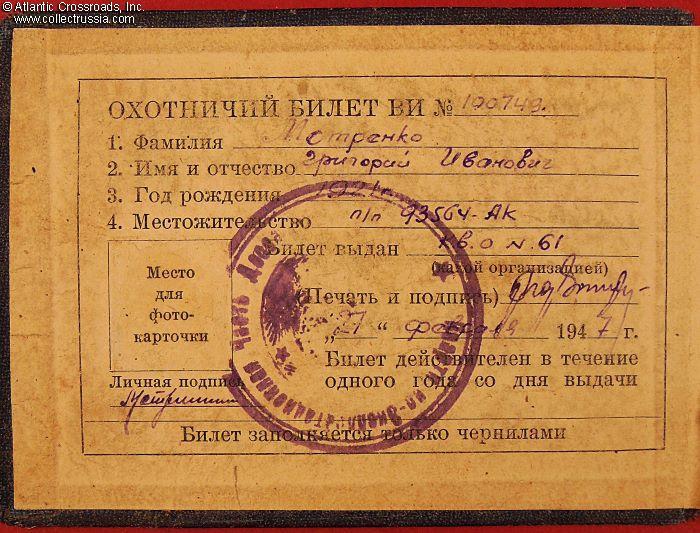 © Atlantic Crossroads, Inc.
www.collectrussia.com
ОХОТНИЧИЙ БИЛЕТ ВИ № 190749.
1. Фамилия Мотренко
2. Имя и отчество Григорий Иванович
3. Год рождения
4. Местожительство п/п 93564-АК
Билет выдан К.В.О N. 61
(какой организацией)
(Печать и подпись)
„27 “ февраля 1947 г.
Место
для
фото-
карточки
Билет действителен в течение
одного года со дня выдачи
Личная подпись
Билет заполняется только чернилами